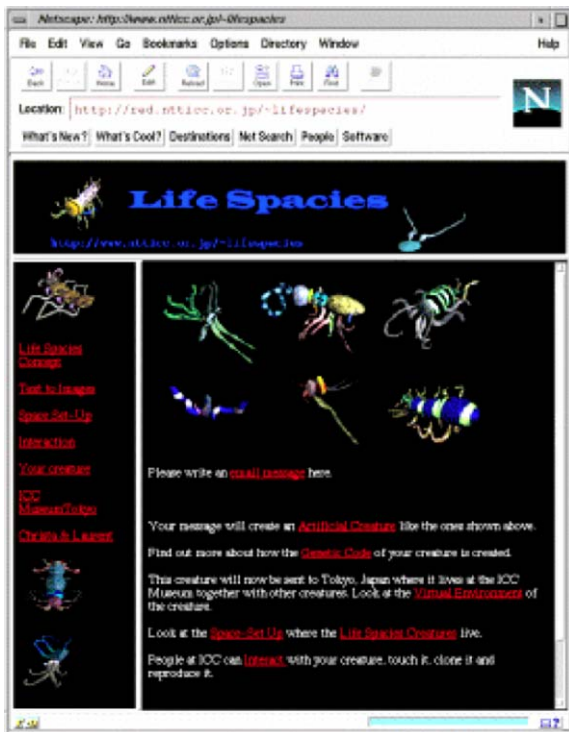 Netscape: http://www.ntticc.or.jp/~lifespacies
File Edit View Go Bookmarks Options Directory Window Help
Back Home Edit Reload Open Print Find
Location: http://red.ntticc.or.jp/~lifespacies/
N
What's New? What's Cool? Destinations Net Search People Software
Life Spacies
http://www.ntticc.or.jp/~lifespacies
Life Spacies
Concept
Text to Images
Space Set-Up
Interaction
Your creature
ICC
Museum/Tokyo
Christa & Laurent
Please write an email message here.
Your message will create an Artificial Creature like the ones shown above.
Find out more about how the Genetic Code of your creature is created.
This creature will now be sent to Tokyo, Japan where it lives at the ICC
Museum together with other creatures. Look at the Virtual Environment of
the creature.
Look at the Space-Set Up where the Life Spacies Creatures live.
People at ICC can Interact with your creature, touch it, clone it and
reproduce it.